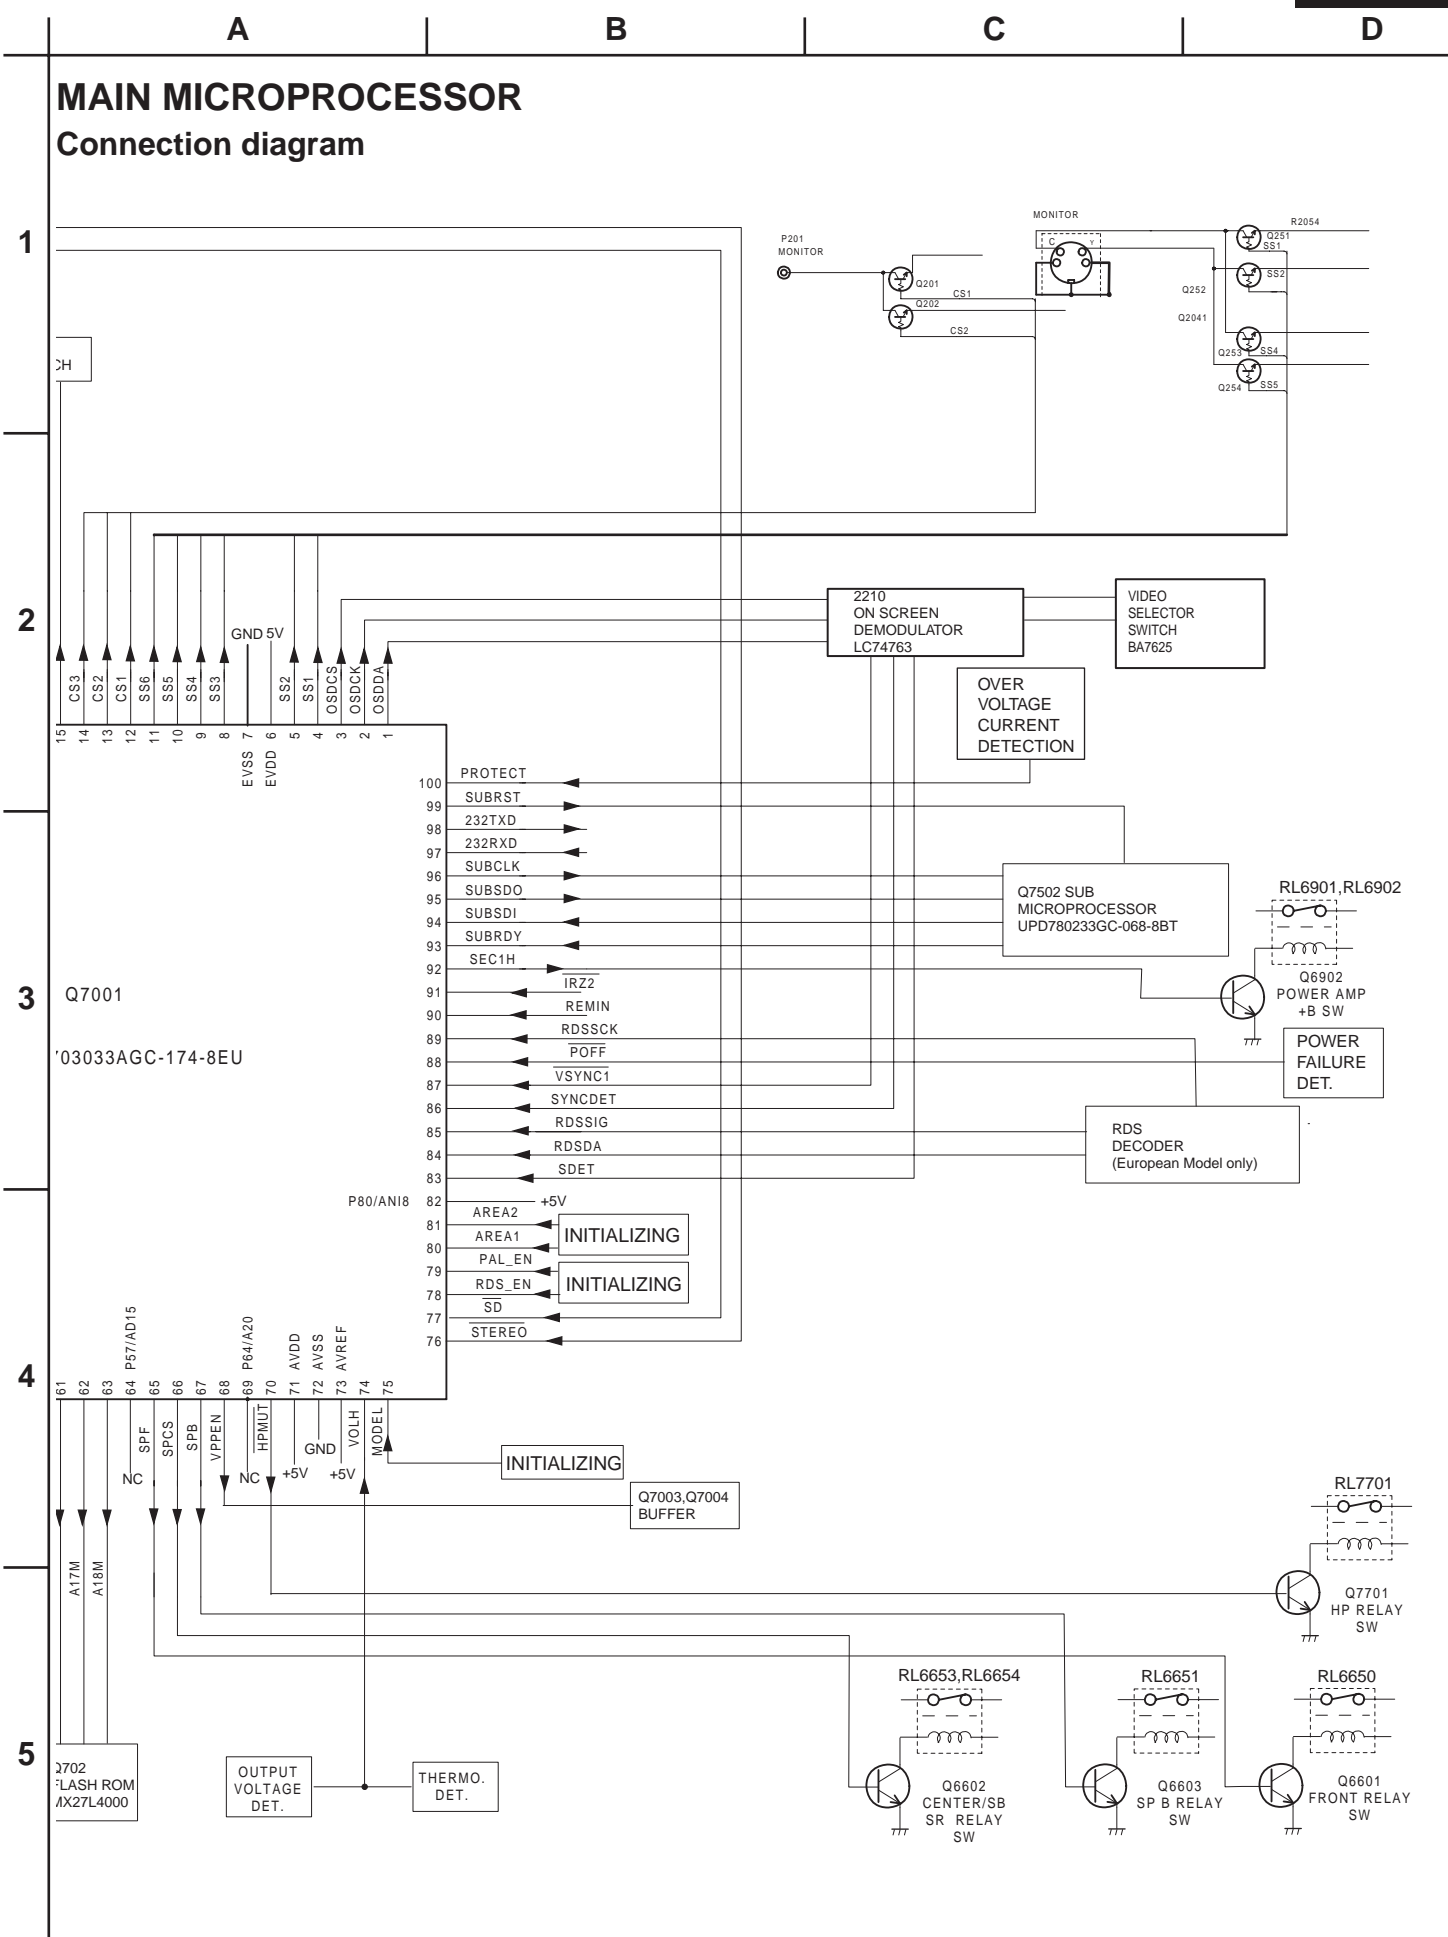 A
B
C
D
MAIN MICROPROCESSOR
Connection diagram
1
P201
MONITOR
Q201
CS1
Q202
CS2
MONITOR
C
Y
R2054
Q251
SS1
SS2
Q252
Q2041
Q253
SS4
Q254
SS5
CH
2
2210
ON SCREEN
DEMODULATOR
LC74763
VIDEO
SELECTOR
SWITCH
BA7625
OVER
VOLTAGE
CURRENT
DETECTION
GND
5V
CS3
CS2
CS1
SS6
SS5
SS4
SS3
SS2
SS1
OSDCS
OSDCK
OSDDA
15
14
13
12
11
10
9
8
7
6
5
4
3
2
1
EVSS
EVDD
100 PROTECT
99 SUBRST
98 232TXD
97 232RXD
96 SUBCLK
95 SUBSDO
94 SUBSDI
93 SUBRDY
92 SEC1H
91 IRZ2
90 REMIN
89 RDSSCK
88 POFF
87 VSYNC1
86 SYNCDET
85 RDSSIG
84 RDSDA
83 SDET
P80/ANI8 82 +5V
81 AREA2
80 AREA1
79 PAL_EN
78 RDS_EN
77 SD
76 STEREO
INITIALIZING
INITIALIZING
3
Q7001
703033AGC-174-8EU
Q7502 SUB
MICROPROCESSOR
UPD780233GC-068-8BT
RL6901,RL6902
Q6902
POWER AMP
+B SW
POWER
FAILURE
DET.
RDS
DECODER
(European Model only)
4
P57/AD15
P64/A20
AVDD
AVSS
AVREF
61
62
63
64
65
66
67
68
69
70
71
72
73
74
75
SPF
SPCS
SPB
VPPEN
HPMUT
VOLH
MODEL
NC
NC
+5V
GND
+5V
INITIALIZING
Q7003,Q7004
BUFFER
A17M
A18M
RL7701
Q7701
HP RELAY
SW
5
Q702
FLASH ROM
MX27L4000
OUTPUT
VOLTAGE
DET.
THERMO.
DET.
RL6653,RL6654
Q6602
CENTER/SB
SR RELAY
SW
RL6651
Q6603
SP B RELAY
SW
RL6650
Q6601
FRONT RELAY
SW